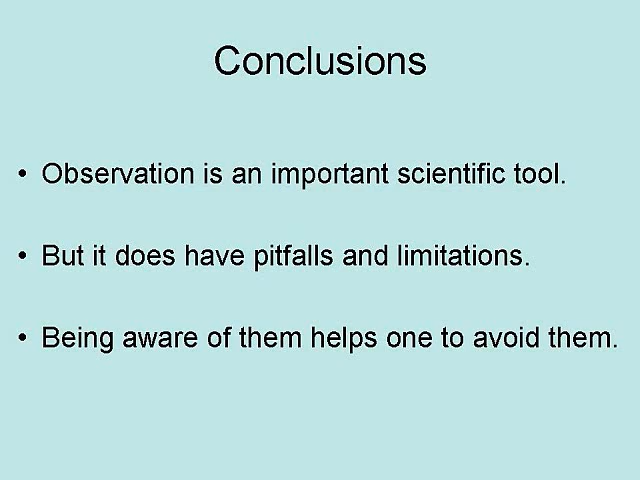 Conclusions
• Observation is an important scientific tool.
• But it does have pitfalls and limitations.
• Being aware of them helps one to avoid them.